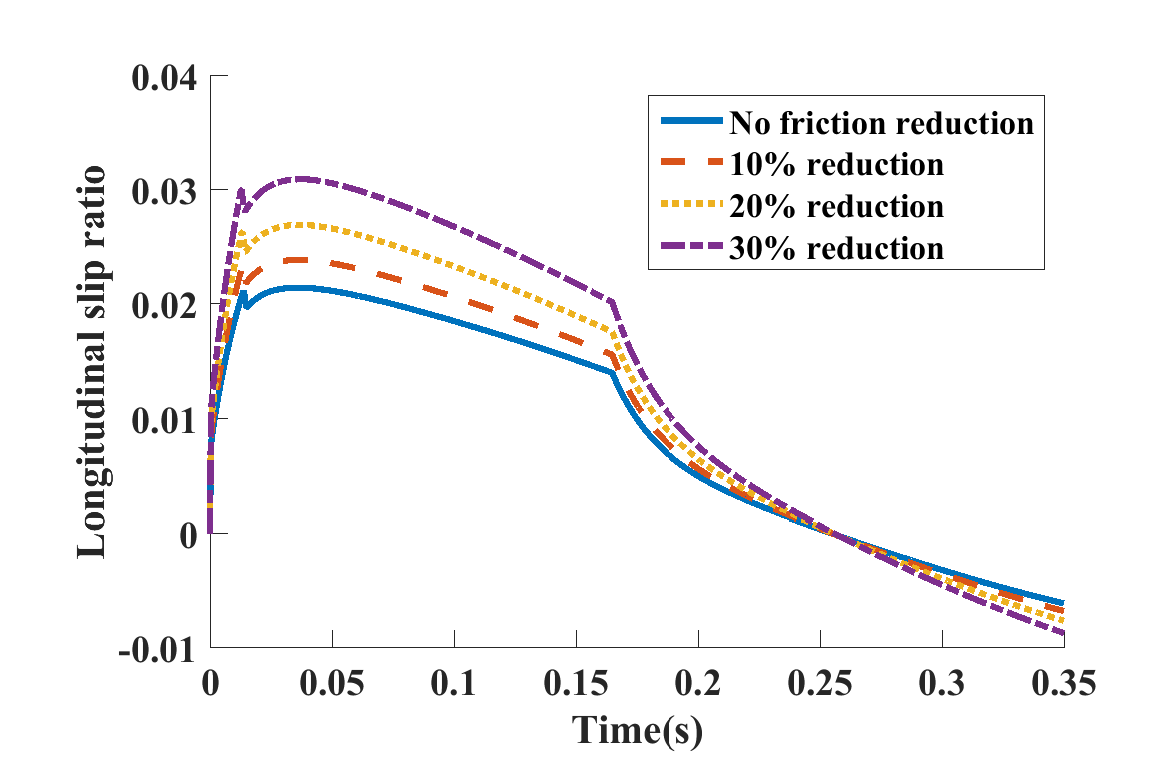 0.04
0.03
0.02
0.01
0
-0.01
Longitudinal slip ratio
No friction reduction
10% reduction
20% reduction
30% reduction
0 0.05 0.1 0.15 0.2 0.25 0.3 0.35
Time(s)